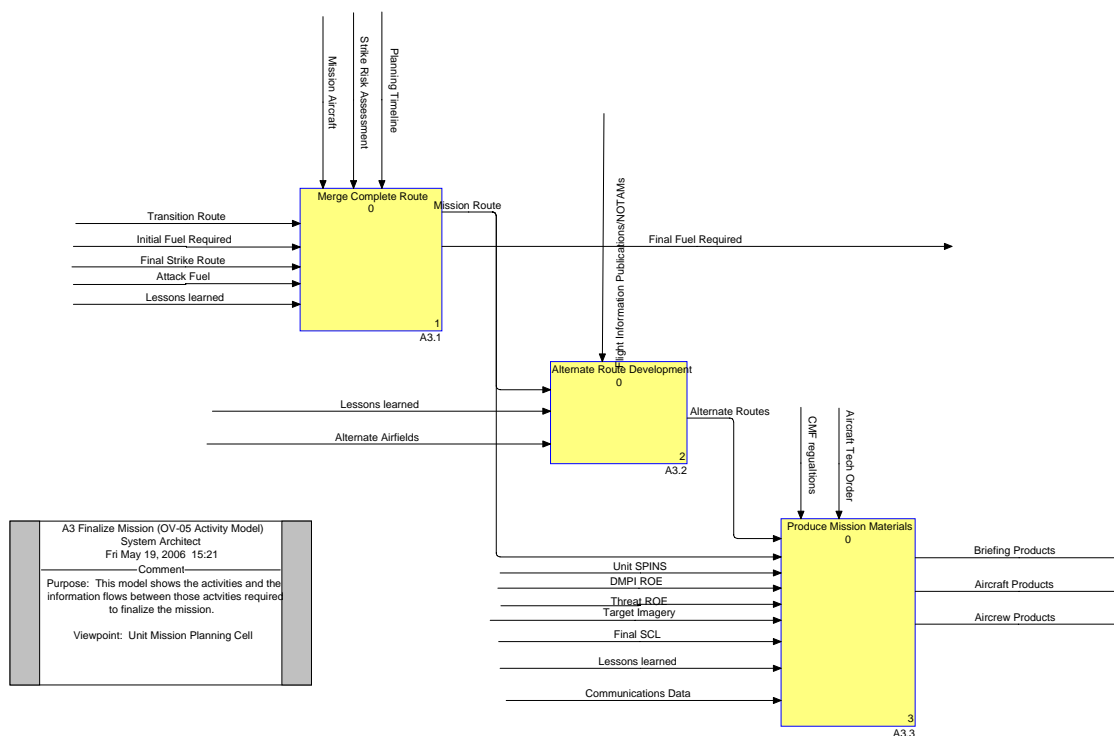 Mission Aircraft
Strike Risk Assessment
Planning Timeline
Merge Complete Route
0
Mission Route
Transition Route
Initial Fuel Required
Final Strike Route
Attack Fuel
Lessons learned
Final Fuel Required
1
A3.1
Flight Information Publications/NOTAMs
Alternate Route Development
0
Lessons learned
Alternate Airfields
Alternate Routes
2
A3.2
CMF regualtions
Aircraft Tech Order
Produce Mission Materials
0
Unit SPINS
DMPI ROE
Threat ROE
Target Imagery
Final SCL
Lessons learned
Communications Data
Briefing Products
Aircraft Products
Aircrew Products
3
A3.3
A3 Finalize Mission (OV-05 Activity Model)
System Architect
Fri May 19, 2006 15:21
Comment
Purpose: This model shows the activities and the
information flows between those actvities required
to finalize the mission.
Viewpoint: Unit Mission Planning Cell